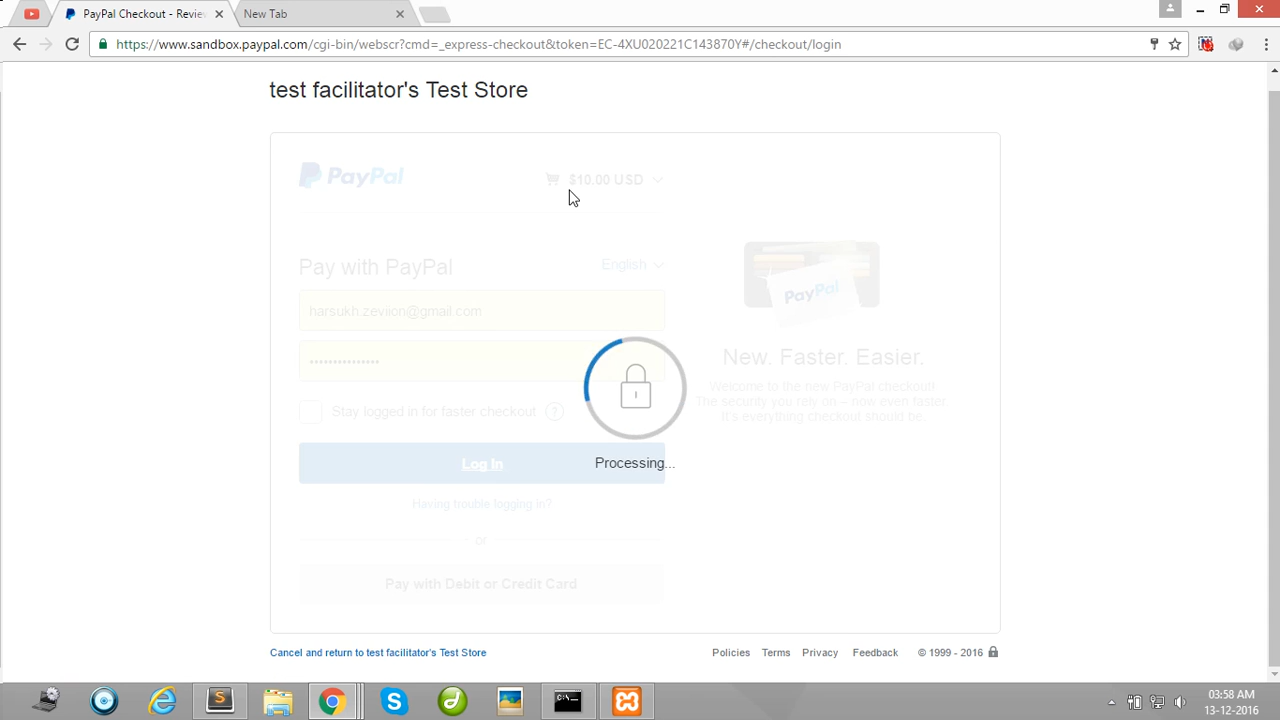 PayPal Checkout - Revie
New Tab
https://www.sandbox.paypal.com/cgi-bin/webscr?cmd=_express-checkout&token=EC-4XU020221C143870Y#/checkout/login
test facilitator's Test Store
PayPal
$10.00 USD
Pay with PayPal
English
harsukh.zeviion@gmail.com
Stay logged in for faster checkout ?
Log In
Processing...
Having trouble logging in?
or
Pay with Debit or Credit Card
PayPal
New. Faster. Easier.
Welcome to the new PayPal checkout!
The security you rely on – now even faster.
It's everything checkout should be.
Cancel and return to test facilitator's Test Store
Policies Terms Privacy Feedback © 1999 - 2016
03:58 AM
13-12-2016